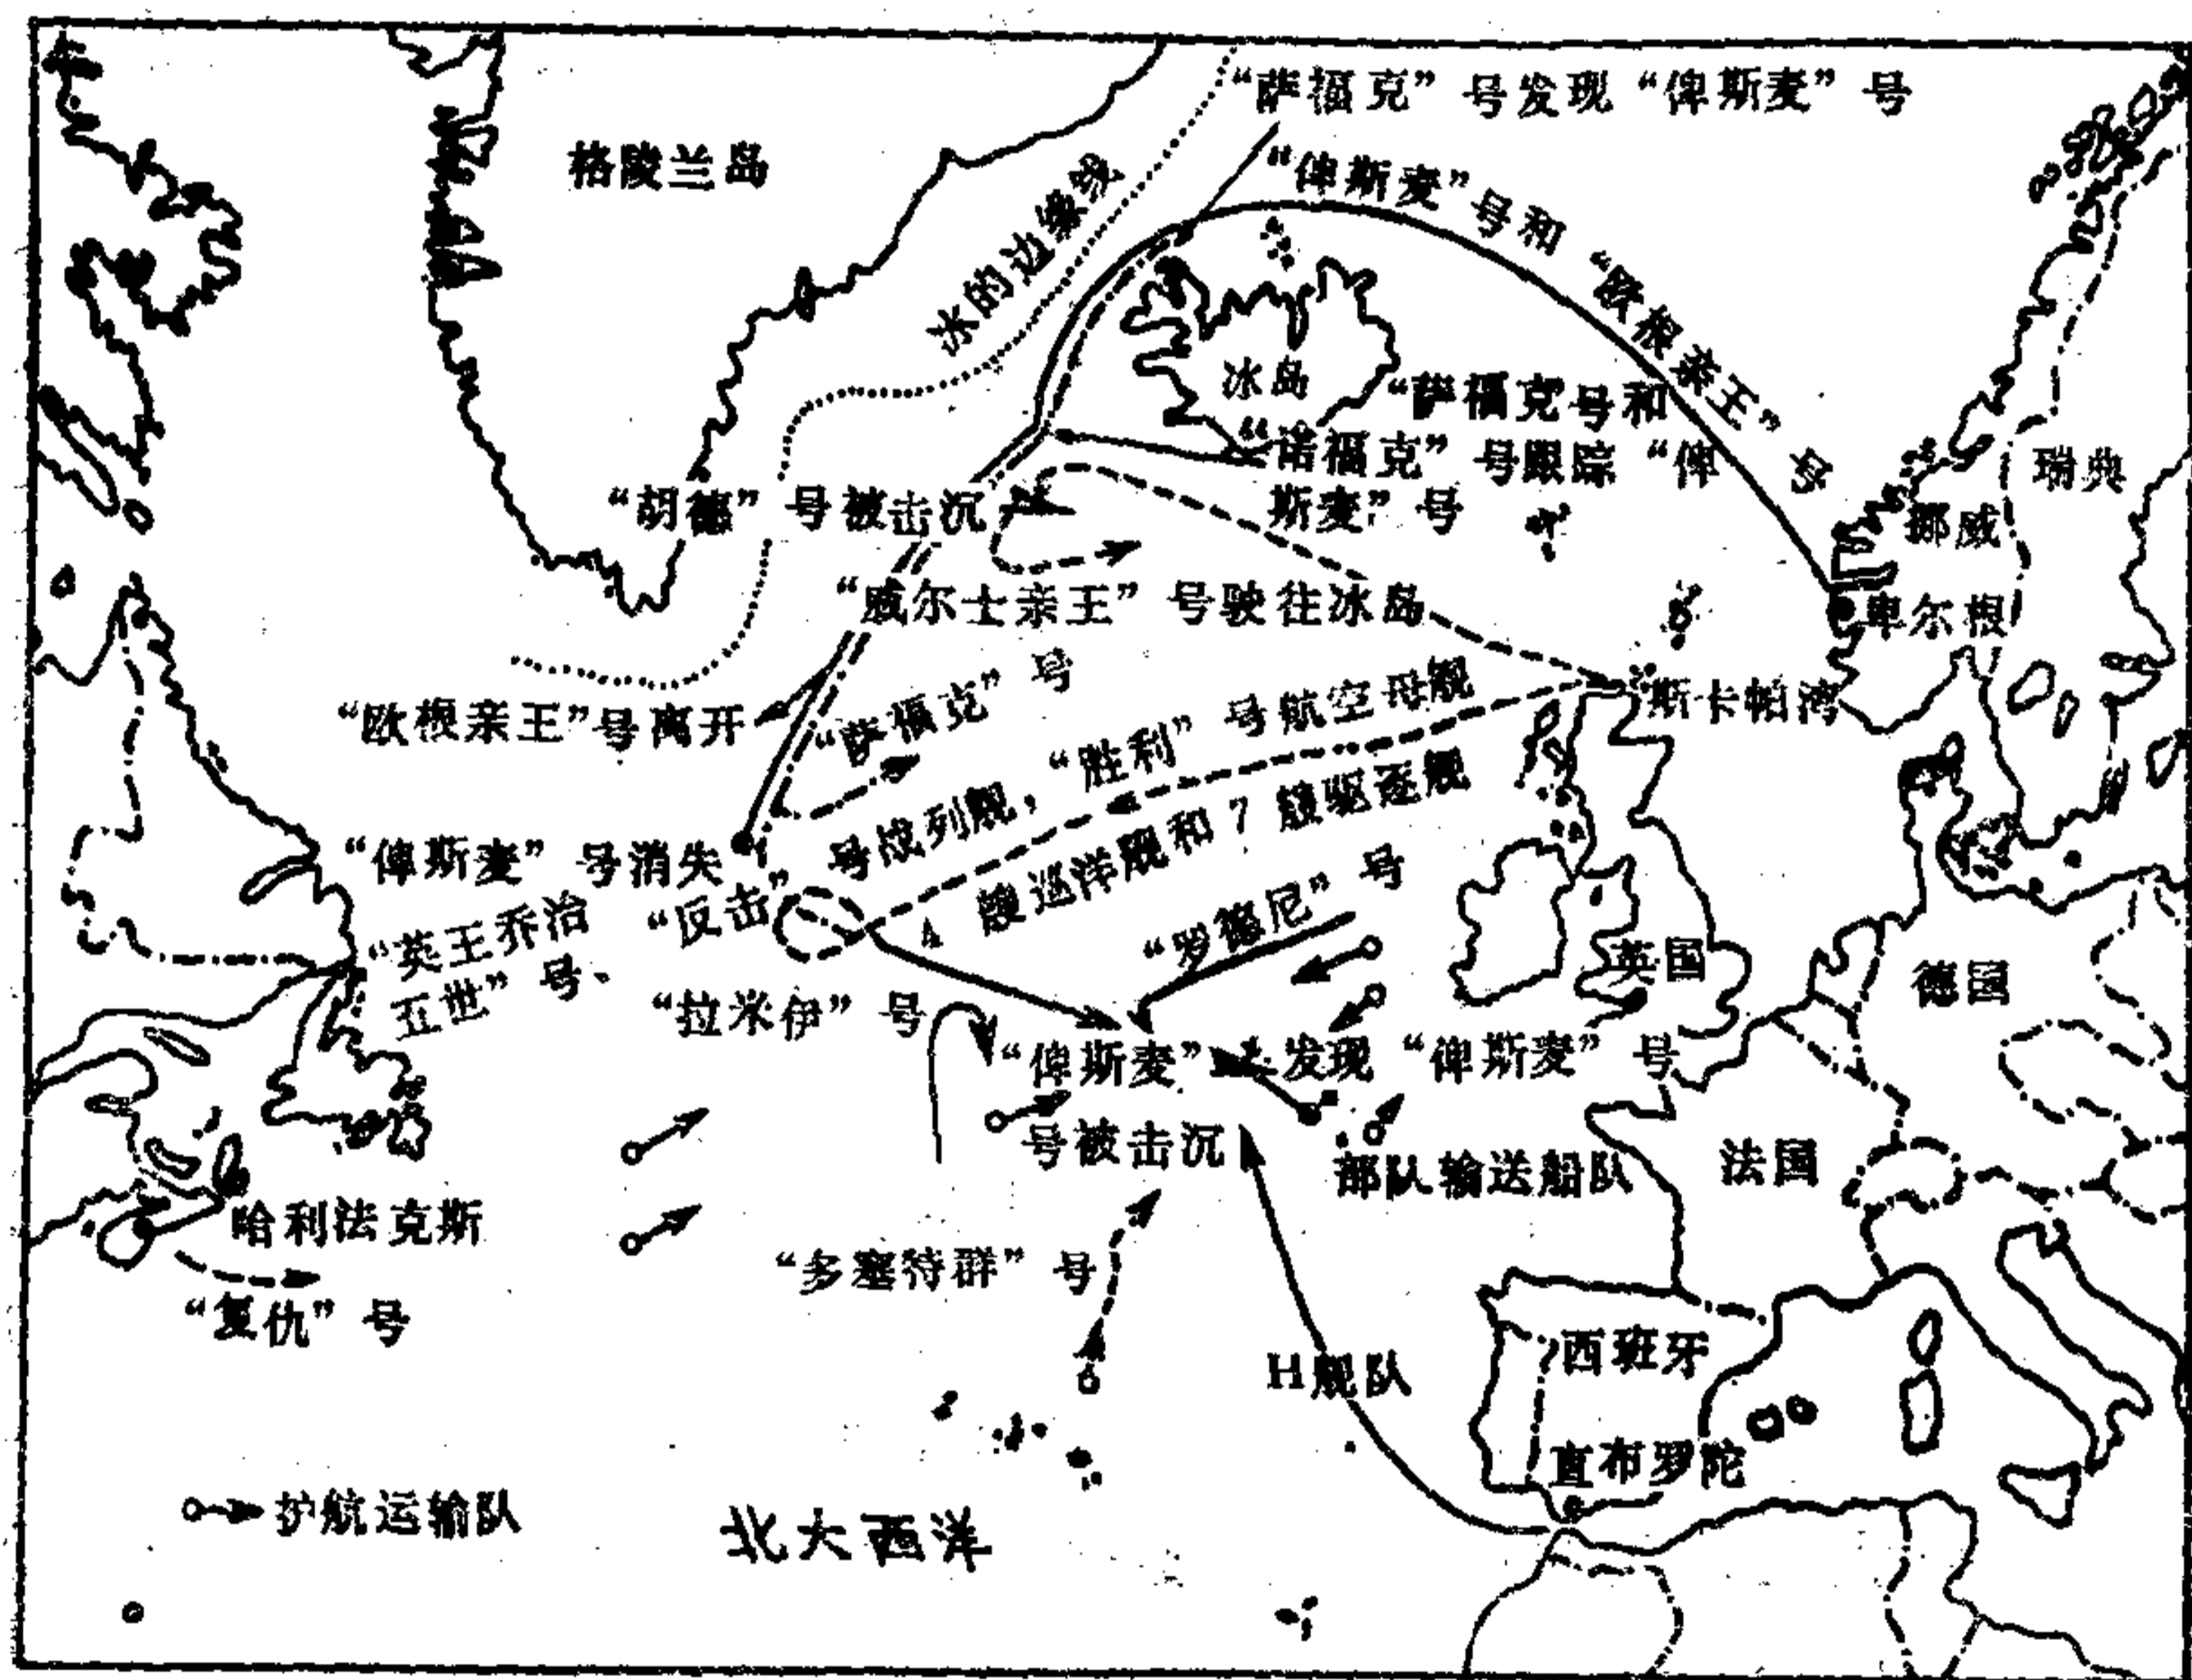 “萨福克”号发现“俾斯麦”号
格陵兰岛
“俾斯麦”号和“欧根亲王”号
冰的边缘线
冰岛
“萨福克号和
“诺福克”号跟踪“俾
斯麦”号
瑞典
挪威
“胡德”号被击沉
“威尔士亲王”号驶往冰岛
卑尔根
斯卡帕湾
“欧根亲王”号离开
“萨福克”号
“俾斯麦”号消失
“英王乔治
五世”号、
“反击”号战列舰，“胜利”号航空母舰
4艘巡洋舰和7艘驱逐舰
“罗德尼”号
英国
德国
“拉米伊”号
“俾斯麦”
号被击沉
发现“俾斯麦”号
部队输送船队
法国
哈利法克斯
“复仇”号
“多塞特群”号
H舰队
西班牙
直布罗陀
护航运输队
北大西洋